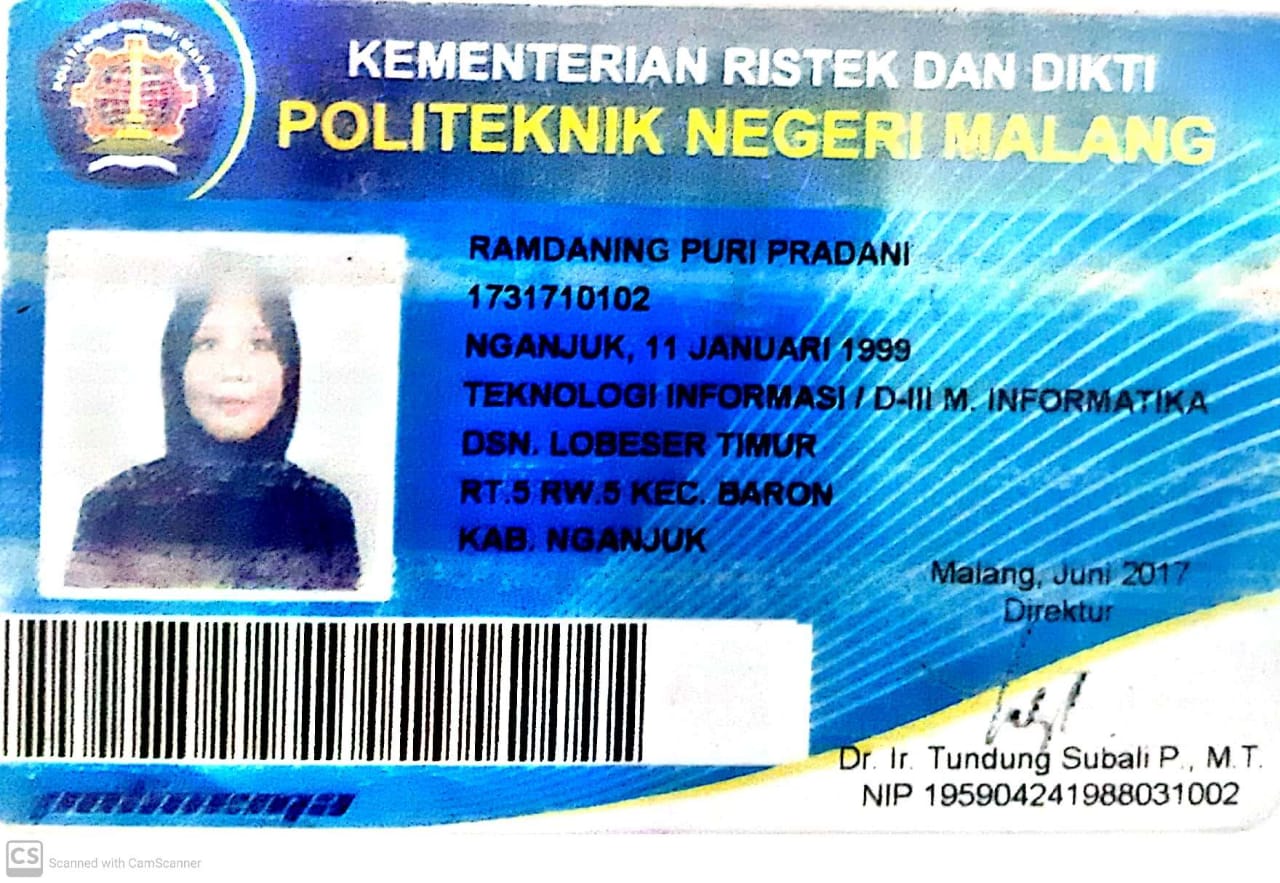 KEMENTERIAN RISTEK DAN DIKTI
POLITEKNIK NEGERI MALANG
RAMDANING PURI PRADANI
1731710102
NGANJUK, 11 JANUARI 1999
TEKNOLOGI INFORMASI / D-III M. INFORMATIKA
DSN. LOBESER TIMUR
RT.5 RW.5 KEC. BARON
KAB. NGANJUK
Malang, Juni 2017
Direktur
Dr. Ir. Tundung Subali P., M.T.
NIP 195904241988031002
CS Scanned with CamScanner